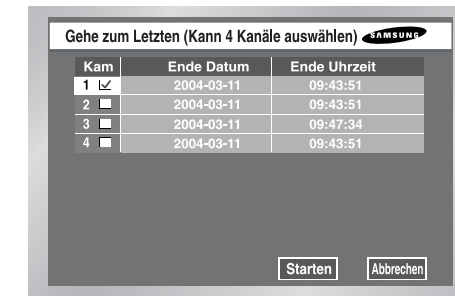 Gehe zum Letzten (Kann 4 Kanäle auswählen) SAMSUNG
Kam Ende Datum Ende Uhrzeit
1 2004-03-11 09:43:51
2 2004-03-11 09:43:51
3 2004-03-11 09:47:34
4 2004-03-11 09:43:51
Starten Abbrechen